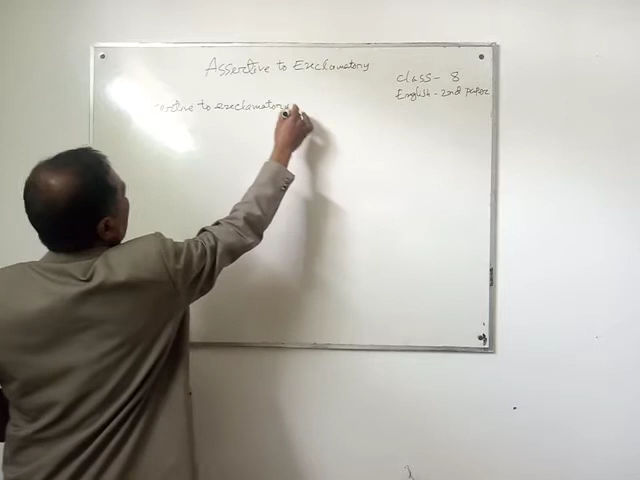 Assertive to Exclamatory
class - 8
English - 2nd paper
to exclamatory